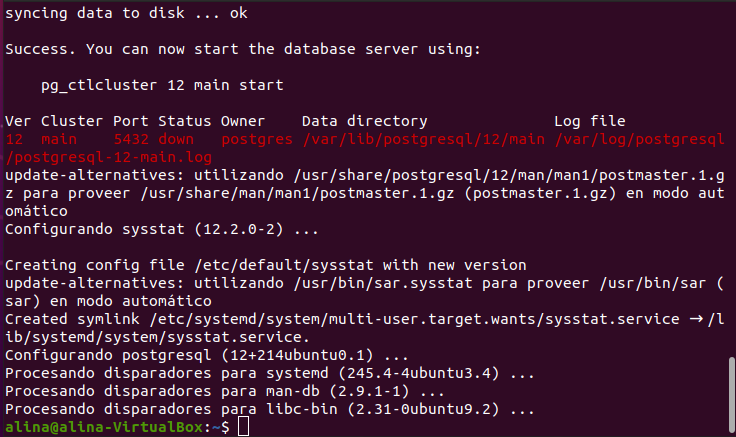 syncing data to disk ... ok
Success. You can now start the database server using:
    pg_ctlcluster 12 main start
Ver Cluster Port Status Owner    Data directory              Log file
12  main    5432 down   postgres /var/lib/postgresql/12/main /var/log/postgresql
/postgresql-12-main.log
update-alternatives: utilizando /usr/share/postgresql/12/man/man1/postmaster.1.g
z para proveer /usr/share/man/man1/postmaster.1.gz (postmaster.1.gz) en modo aut
omático
Configurando sysstat (12.2.0-2) ...
Creating config file /etc/default/sysstat with new version
update-alternatives: utilizando /usr/bin/sar.sysstat para proveer /usr/bin/sar (
sar) en modo automático
Created symlink /etc/systemd/system/multi-user.target.wants/sysstat.service → /l
ib/systemd/system/sysstat.service.
Configurando postgresql (12+214ubuntu0.1) ...
Procesando disparadores para systemd (245.4-4ubuntu3.4) ...
Procesando disparadores para man-db (2.9.1-1) ...
Procesando disparadores para libc-bin (2.31-0ubuntu9.2) ...
alina@alina-VirtualBox:~$